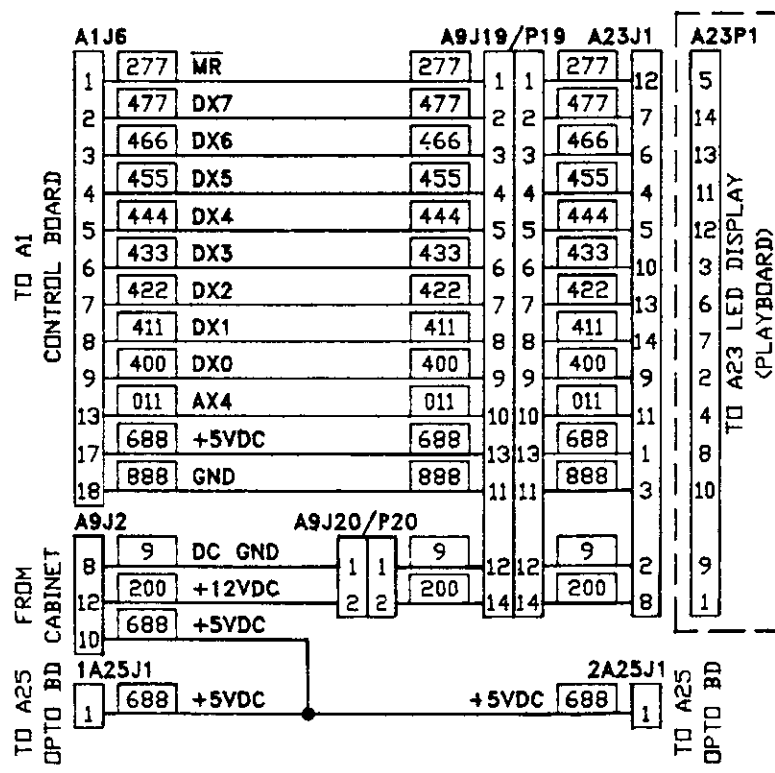 A1J6 A9J19/P19 A23J1 A23P1
277 MR 277 277
1 1 1 12 5
477 DX7 477 477
2 2 2 7 14
466 DX6 466 466
3 3 3 6 13
455 DX5 455 455
4 4 4 4 11
444 DX4 444 444
5 5 5 5 12
433 DX3 433 433
6 6 6 10 3
422 DX2 422 422
7 7 7 13 6
411 DX1 411 411
8 8 8 14 7
400 DX0 400 400
9 9 9 9 2
011 AX4 011 011
13 10 10 11 4
688 +5VDC 688 688
17 13 13 1 8
888 GND 888 888
18 11 11 3 10
TO A1
CONTROL BOARD
TO A23 LED DISPLAY
(PLAYBOARD)
A9J2 A9J20/P20
9 DC GND 9 9
8 1 1 12 12 2 9
200 +12VDC 200 200
12 2 2 14 14 8 1
688 +5VDC
10
FROM
CABINET
1A25J1 2A25J1
688 +5VDC +5VDC 688
1 1
TO A25
OPTO BD
TO A25
OPTO BD